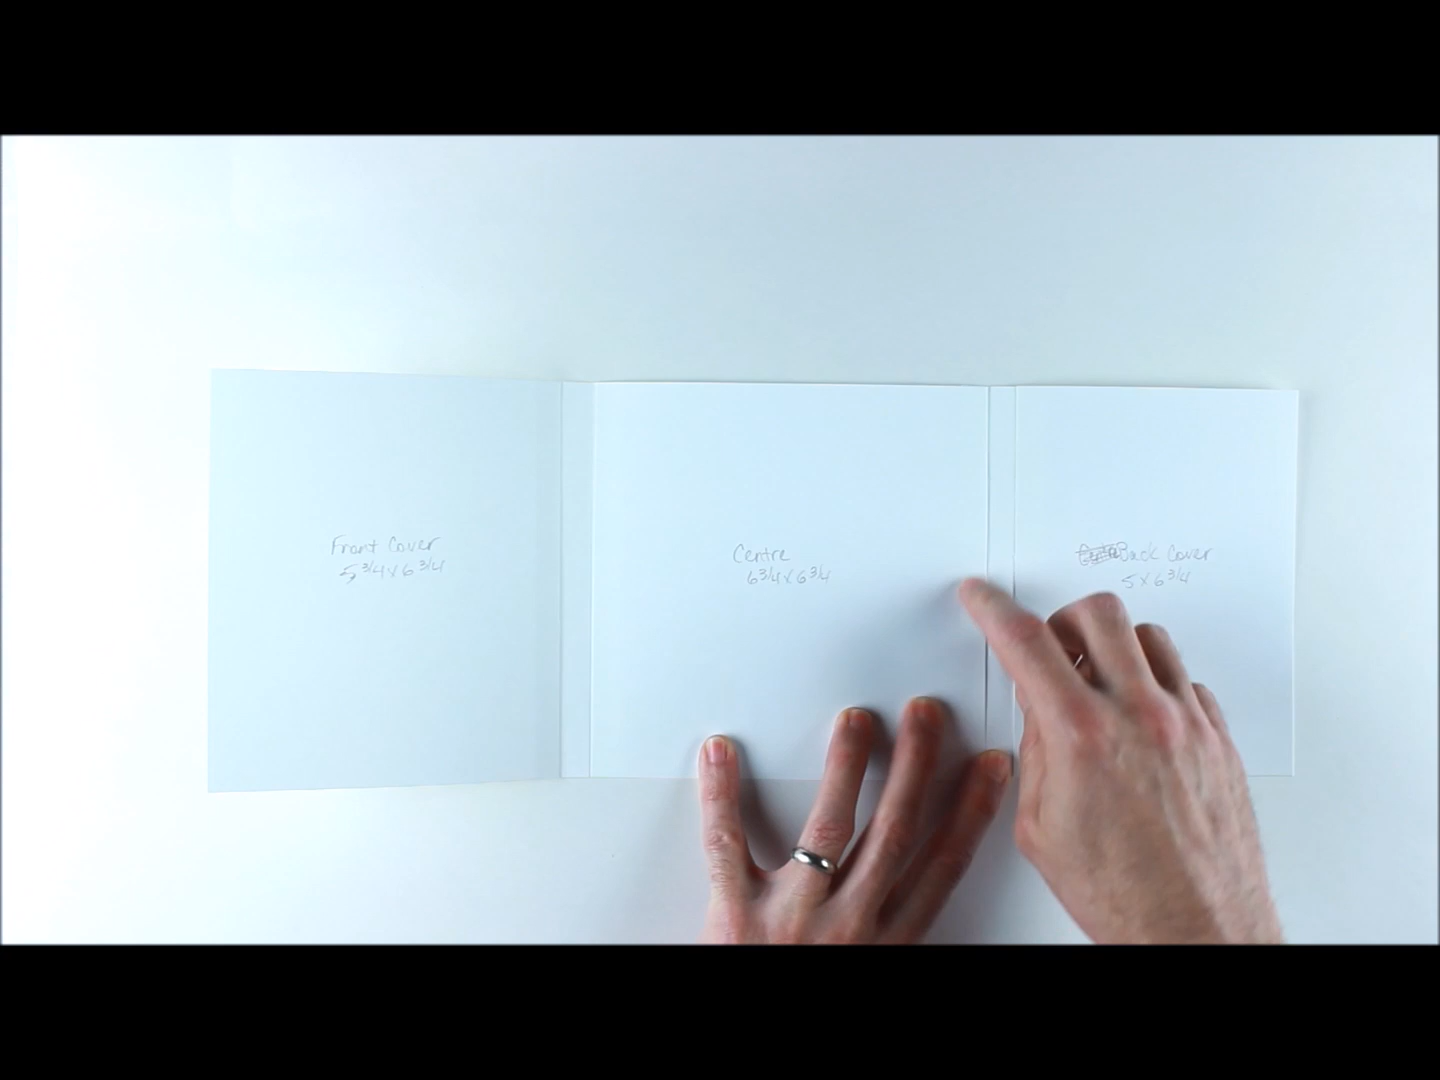 Front Cover
5 3/4 x 6 3/4
Centre
6 3/4 x 6 3/4
Back Cover
5 x 6 3/4